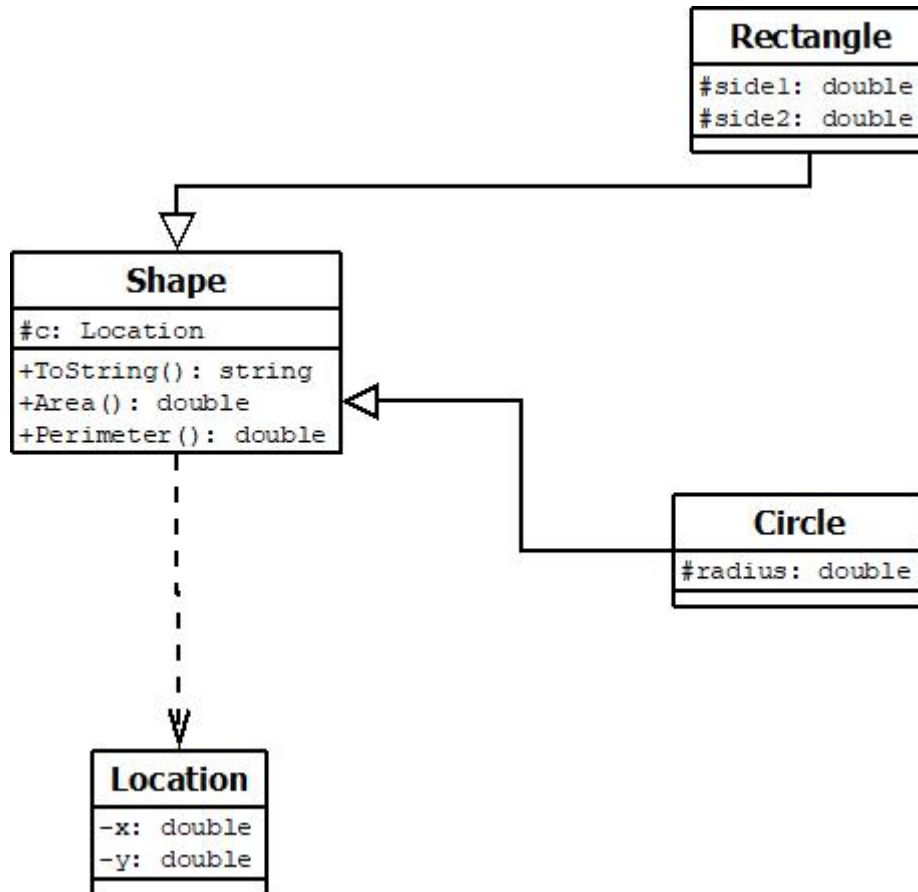 Rectangle
#side1: double
#side2: double
Shape
#c: Location
+ToString(): string
+Area(): double
+Perimeter(): double
Circle
#radius: double
Location
-x: double
-y: double